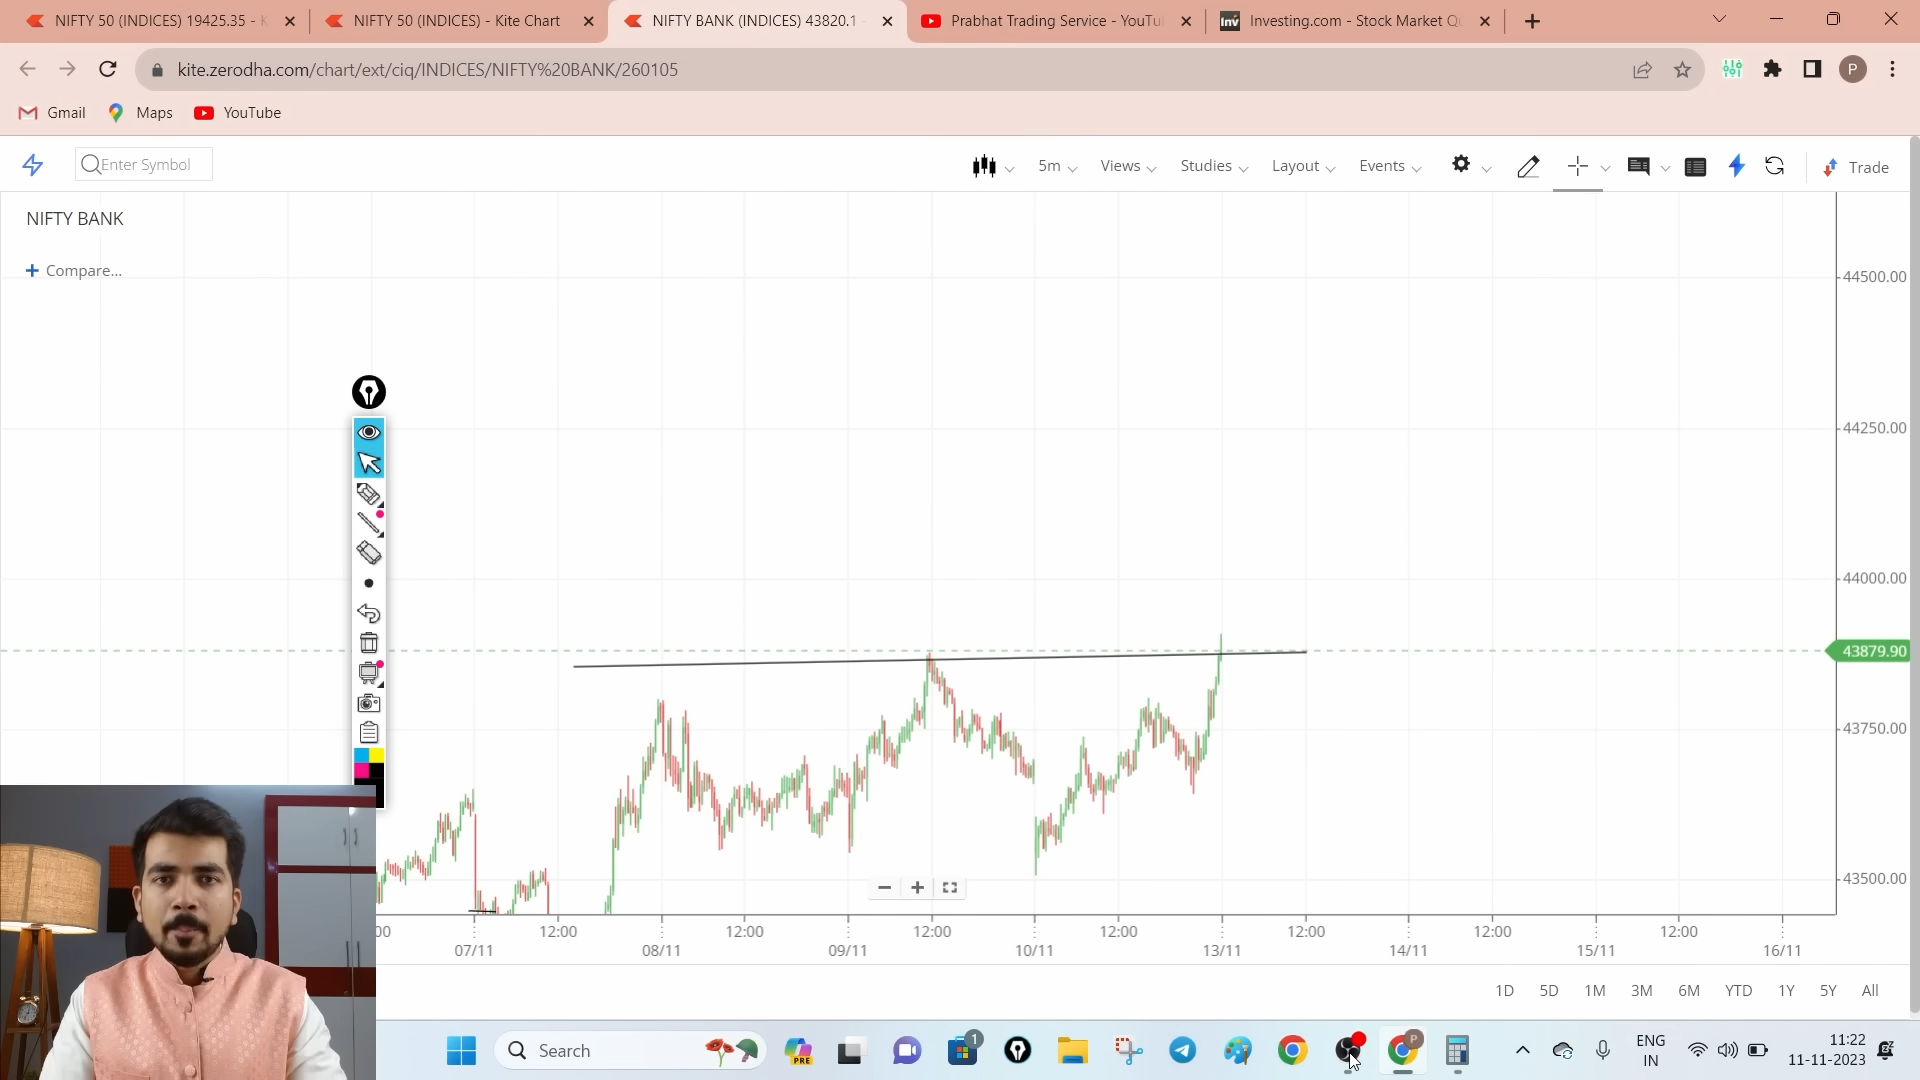 NIFTY 50 (INDICES) 19425.35 - K
NIFTY 50 (INDICES) - Kite Chart
NIFTY BANK (INDICES) 43820.1 -
Prabhat Trading Service - YouTu
Inv
Investing.com - Stock Market Qu
kite.zerodha.com/chart/ext/ciq/INDICES/NIFTY%20BANK/260105
P
Gmail
Maps
YouTube
Enter Symbol
5m
Views
Studies
Layout
Events
Trade
NIFTY BANK
+ Compare...
44500.00
44250.00
44000.00
43879.90
43750.00
43500.00
00
12:00
12:00
12:00
12:00
12:00
12:00
12:00
07/11
08/11
09/11
10/11
13/11
14/11
15/11
16/11
1D
5D
1M
3M
6M
YTD
1Y
5Y
All
Search
PRE
1
P
ENG
IN
11:22
11-11-2023